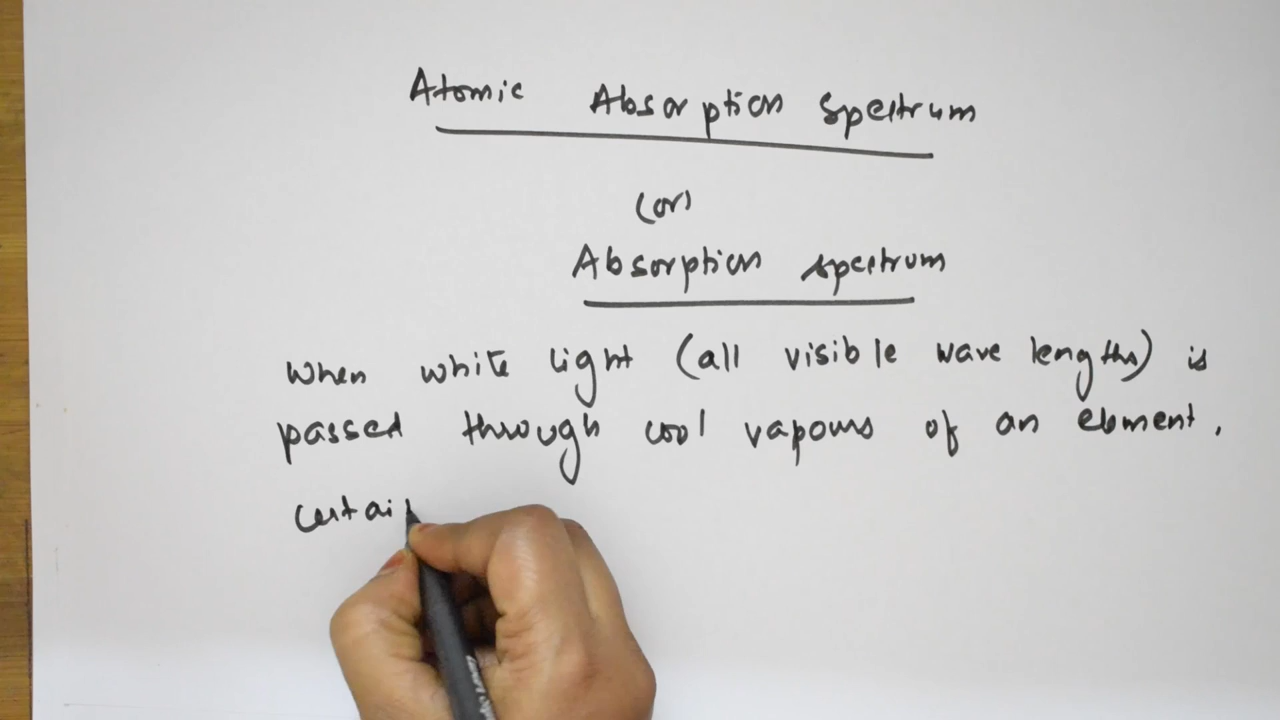 Atomic Absorption Spectrum
(or)
Absorption spectrum
When white light (all visible wave lengths) is
passed through cool vapours of an element,
certai